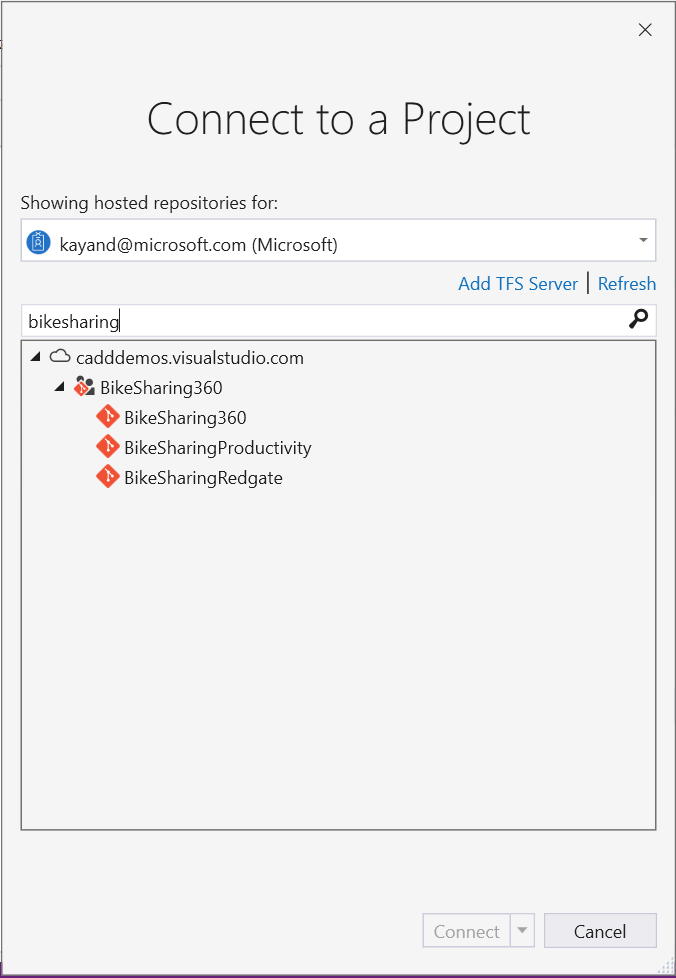 Connect to a Project
Showing hosted repositories for:
kayand@microsoft.com (Microsoft)
Add TFS Server | Refresh
bikesharing
cadddemos.visualstudio.com
BikeSharing360
BikeSharing360
BikeSharingProductivity
BikeSharingRedgate
Connect Cancel